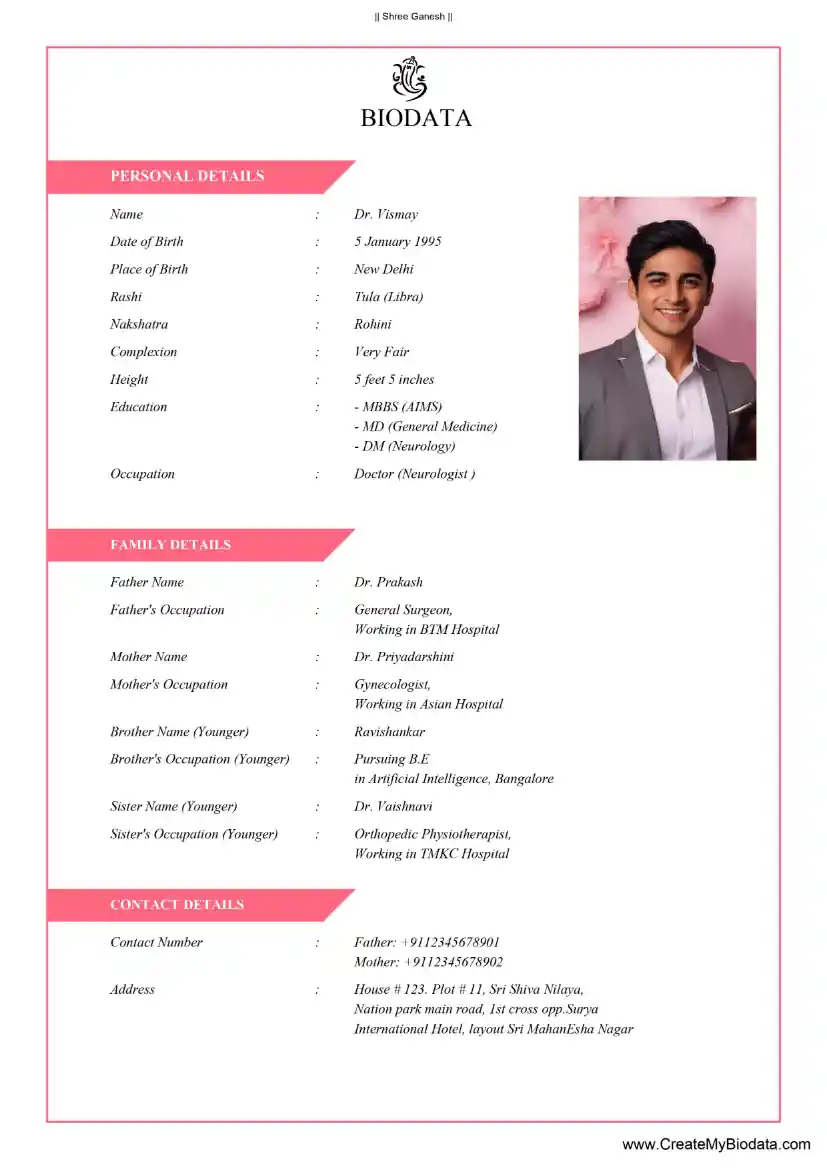 || Shree Ganesh ||
BIODATA
PERSONAL DETAILS
Name : Dr. Vismay
Date of Birth : 5 January 1995
Place of Birth : New Delhi
Rashi : Tula (Libra)
Nakshatra : Rohini
Complexion : Very Fair
Height : 5 feet 5 inches
Education : - MBBS (AIMS)
- MD (General Medicine)
- DM (Neurology)
Occupation : Doctor (Neurologist )
FAMILY DETAILS
Father Name : Dr. Prakash
Father's Occupation : General Surgeon,
Working in BTM Hospital
Mother Name : Dr. Priyadarshini
Mother's Occupation : Gynecologist,
Working in Asian Hospital
Brother Name (Younger) : Ravishankar
Brother's Occupation (Younger) : Pursuing B.E
in Artificial Intelligence, Bangalore
Sister Name (Younger) : Dr. Vaishnavi
Sister's Occupation (Younger) : Orthopedic Physiotherapist,
Working in TMKC Hospital
CONTACT DETAILS
Contact Number : Father: +9112345678901
Mother: +9112345678902
Address : House # 123. Plot # 11, Sri Shiva Nilaya,
Nation park main road, 1st cross opp.Surya
International Hotel, layout Sri MahanEsha Nagar
www.CreateMyBiodata.com